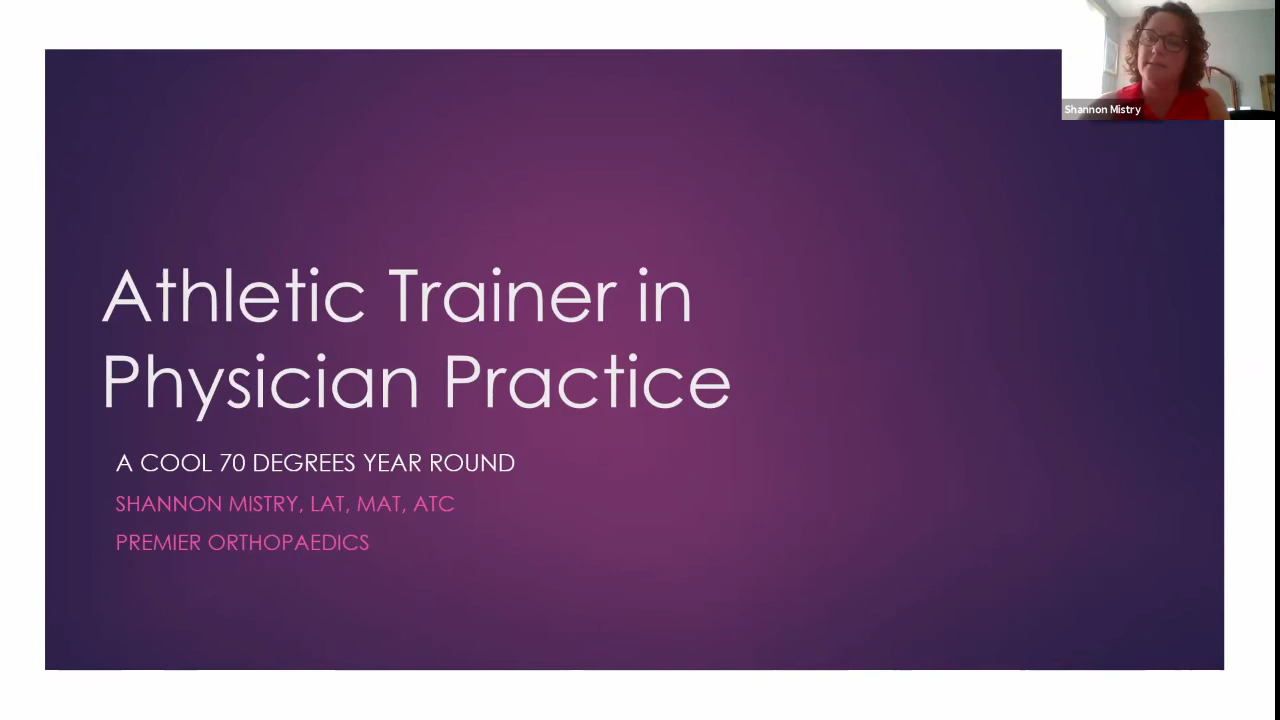 Shannon Mistry
Athletic Trainer in
Physician Practice
A COOL 70 DEGREES YEAR ROUND
SHANNON MISTRY, LAT, MAT, ATC
PREMIER ORTHOPAEDICS